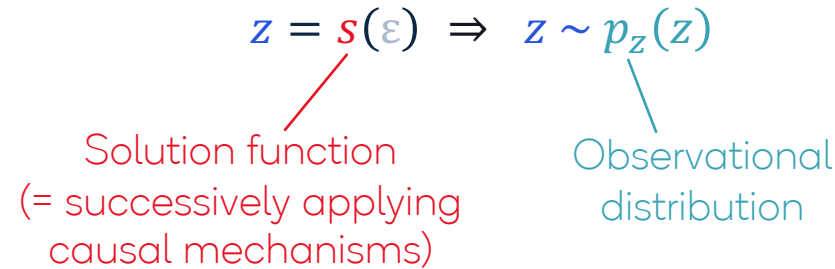 z = s(ε) ⇒ z ~ p_z(z)
Solution function
(= successively applying
causal mechanisms)
Observational
distribution